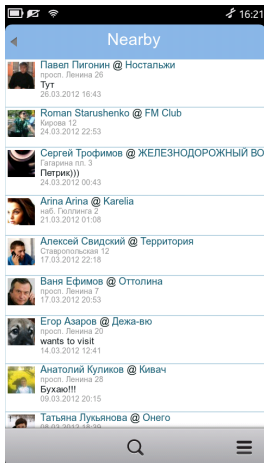 16:21
Nearby
Павел Пигонин @ Ностальжи
просп. Ленина 26
Тут
26.03.2012 16:43
Roman Starushenko @ FM Club
Кирова 12
24.03.2012 22:53
Сергей Трофимов @ ЖЕЛЕЗНОДОРОЖНЫЙ ВО
Гагарина пл. 3
Петрик)))
24.03.2012 00:43
Arina Arina @ Karelia
наб. Гюллинга 2
21.03.2012 01:08
Алексей Свидский @ Территория
Ставропольская 12
17.03.2012 22:18
Ваня Ефимов @ Оттолина
просп. Ленина 7
17.03.2012 20:53
Егор Азаров @ Дежа-вю
просп. Ленина 20
wants to visit
14.03.2012 12:41
Анатолий Куликов @ Кивач
просп. Ленина 28
Бухаю!!!
09.03.2012 20:15
Татьяна Лукьянова @ Онего
08.03.2012 18:39